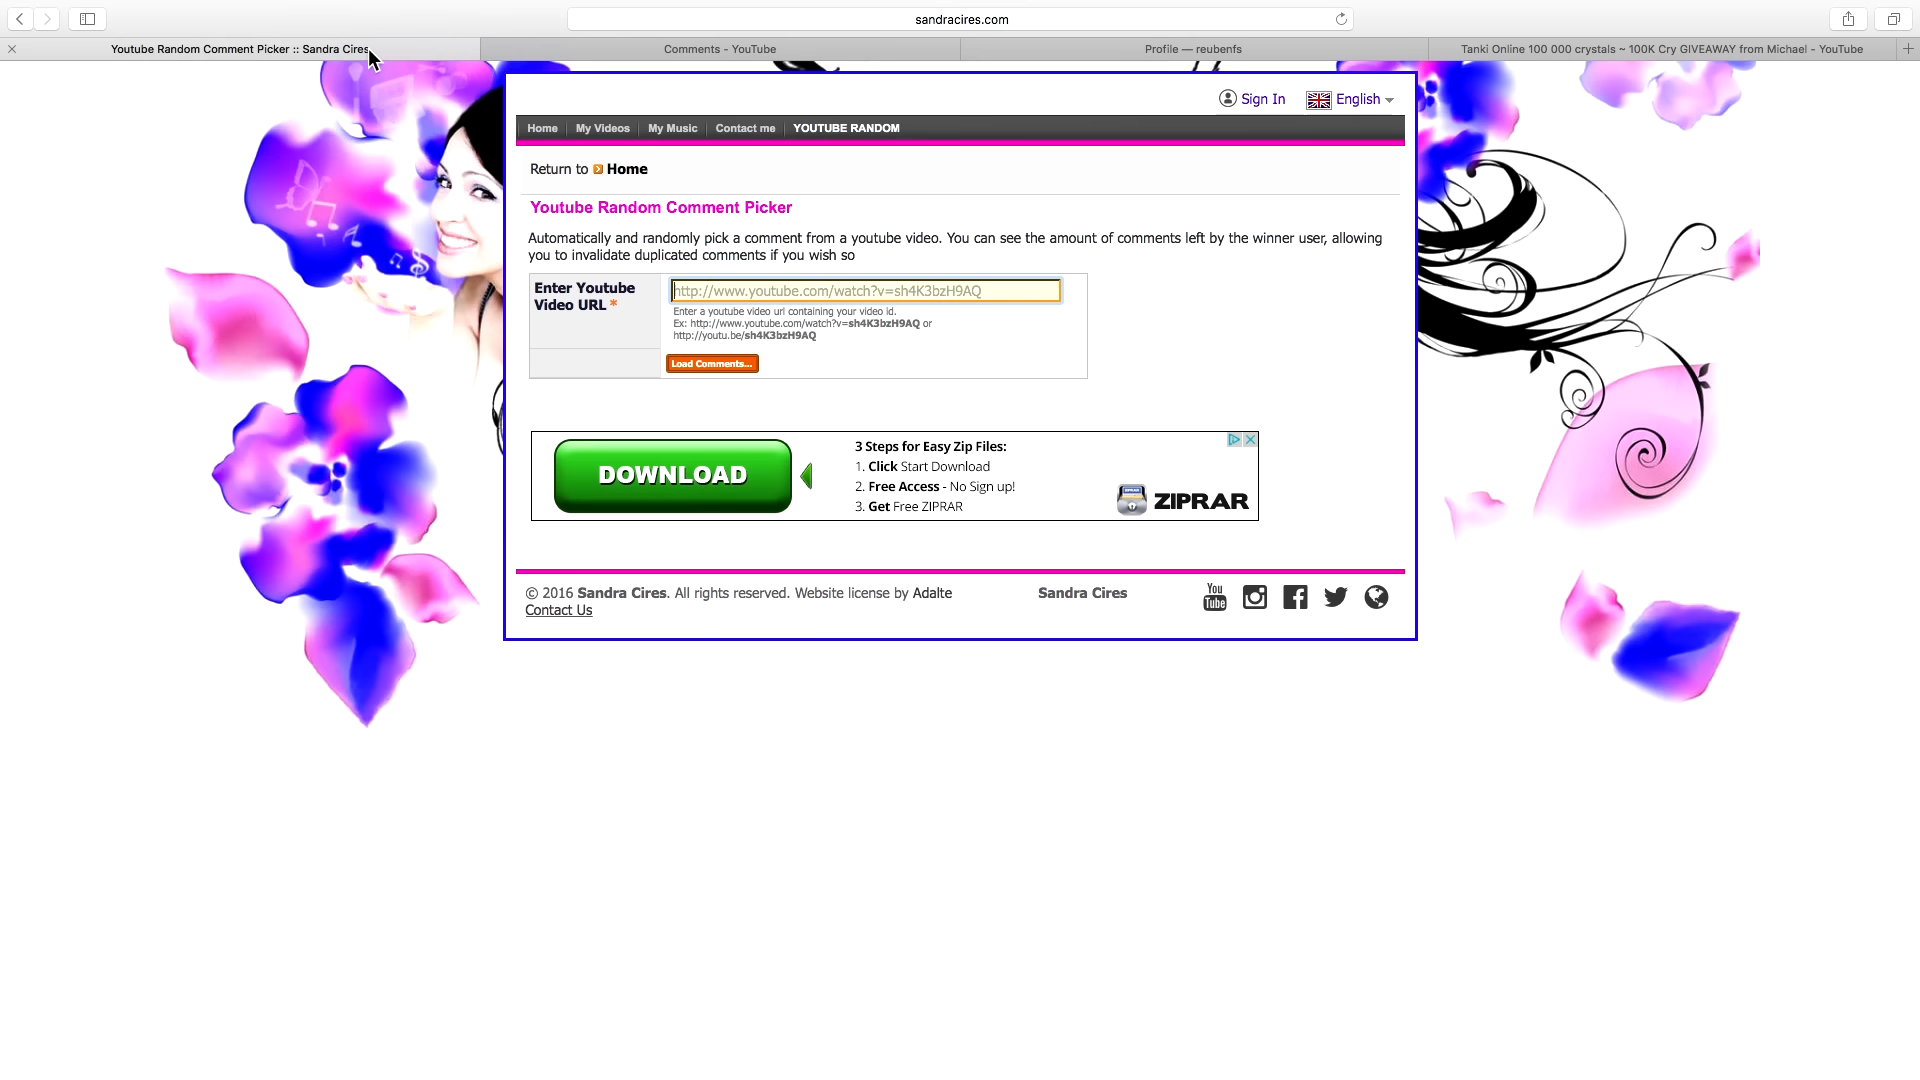 sandracires.com
Youtube Random Comment Picker :: Sandra Cires
Comments - YouTube
Profile — reubenfs
Tanki Online 100 000 crystals ~ 100K Cry GIVEAWAY from Michael - YouTube
Sign In
English
Home
My Videos
My Music
Contact me
YOUTUBE RANDOM
Return to Home
Youtube Random Comment Picker
Automatically and randomly pick a comment from a youtube video. You can see the amount of comments left by the winner user, allowing
you to invalidate duplicated comments if you wish so
Enter Youtube
Video URL *
http://www.youtube.com/watch?v=sh4K3bzH9AQ
Enter a youtube video url containing your video id.
Ex: http://www.youtube.com/watch?v=sh4K3bzH9AQ or
http://youtu.be/sh4K3bzH9AQ
Load Comments...
DOWNLOAD
3 Steps for Easy Zip Files:
1. Click Start Download
2. Free Access - No Sign up!
3. Get Free ZIPRAR
ZIPRAR
© 2016 Sandra Cires. All rights reserved. Website license by Adalte
Contact Us
Sandra Cires
You
Tube